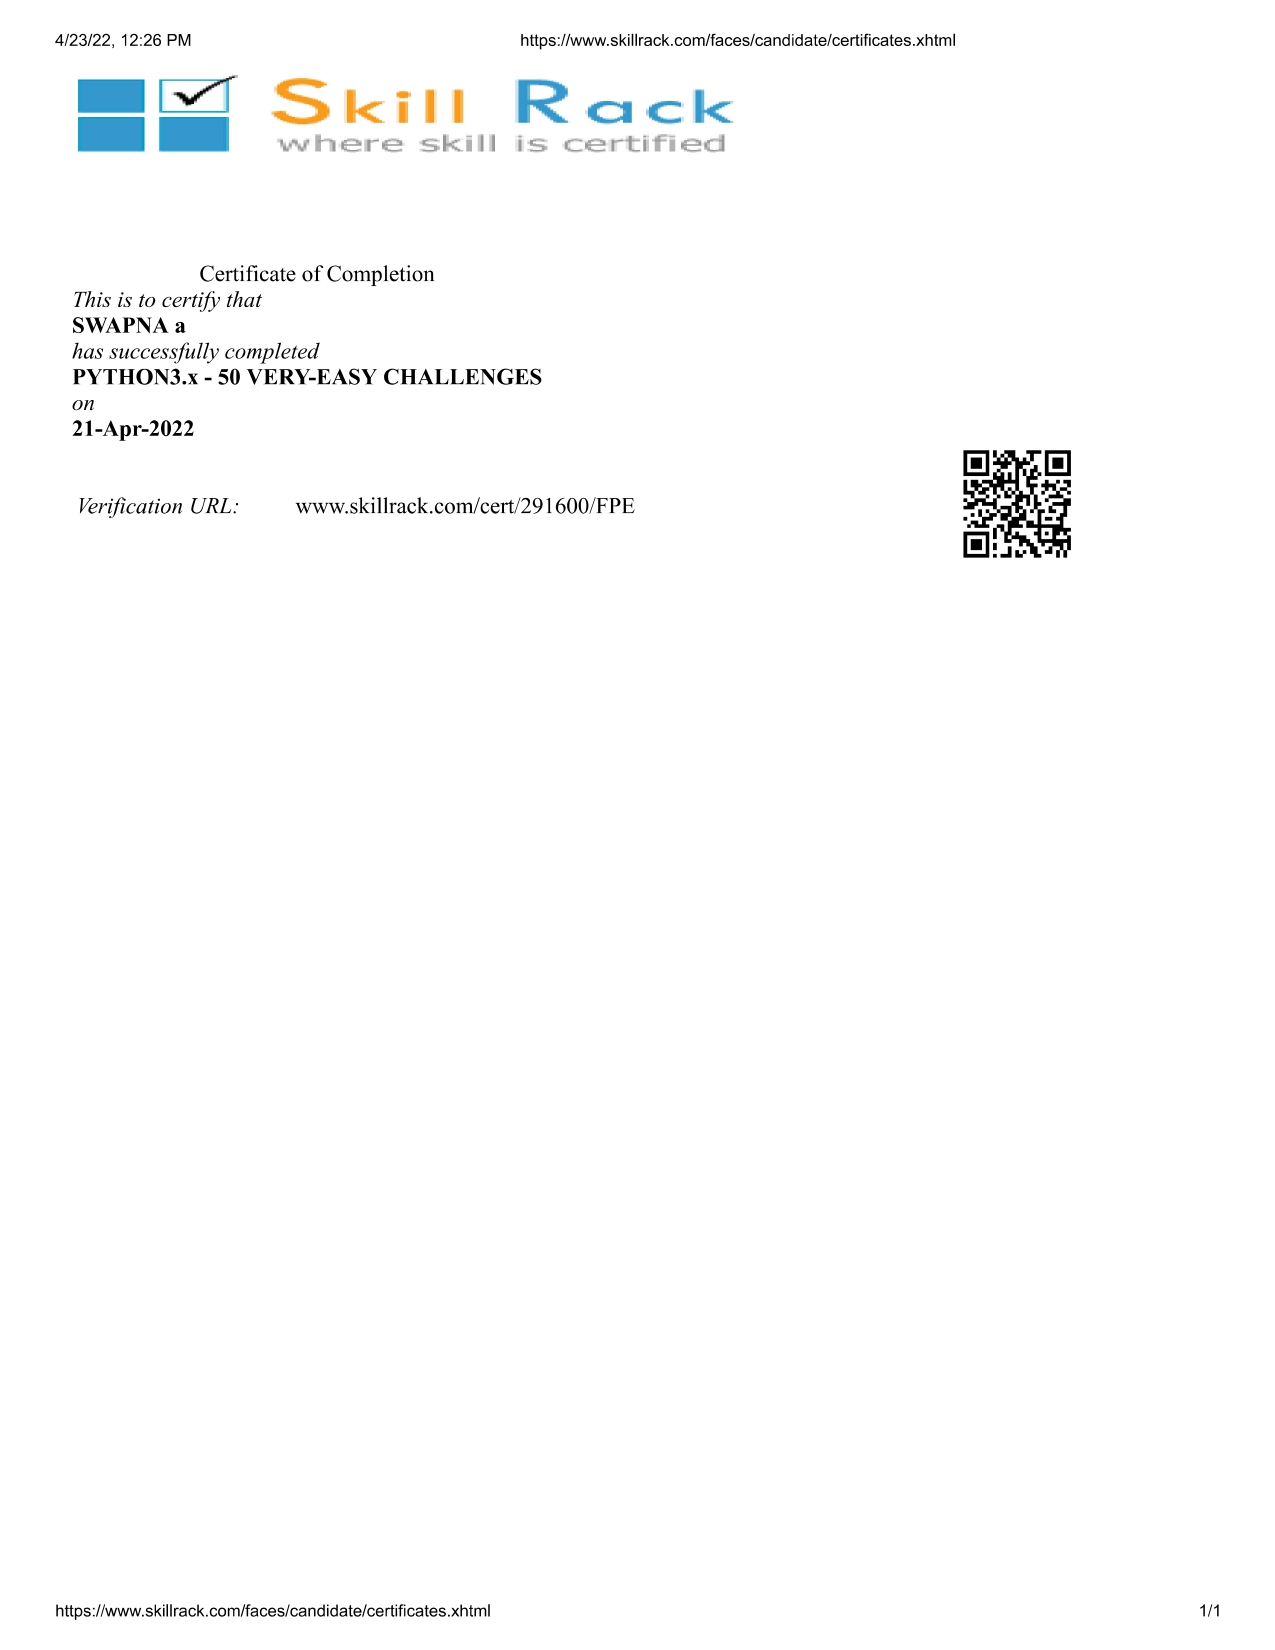 4/23/22, 12:26 PM https://www.skillrack.com/faces/candidate/certificates.xhtml
Skill Rack
where skill is certified
Certificate of Completion
This is to certify that
SWAPNA a
has successfully completed
PYTHON3.x - 50 VERY-EASY CHALLENGES
on
21-Apr-2022
Verification URL: www.skillrack.com/cert/291600/FPE
https://www.skillrack.com/faces/candidate/certificates.xhtml 1/1